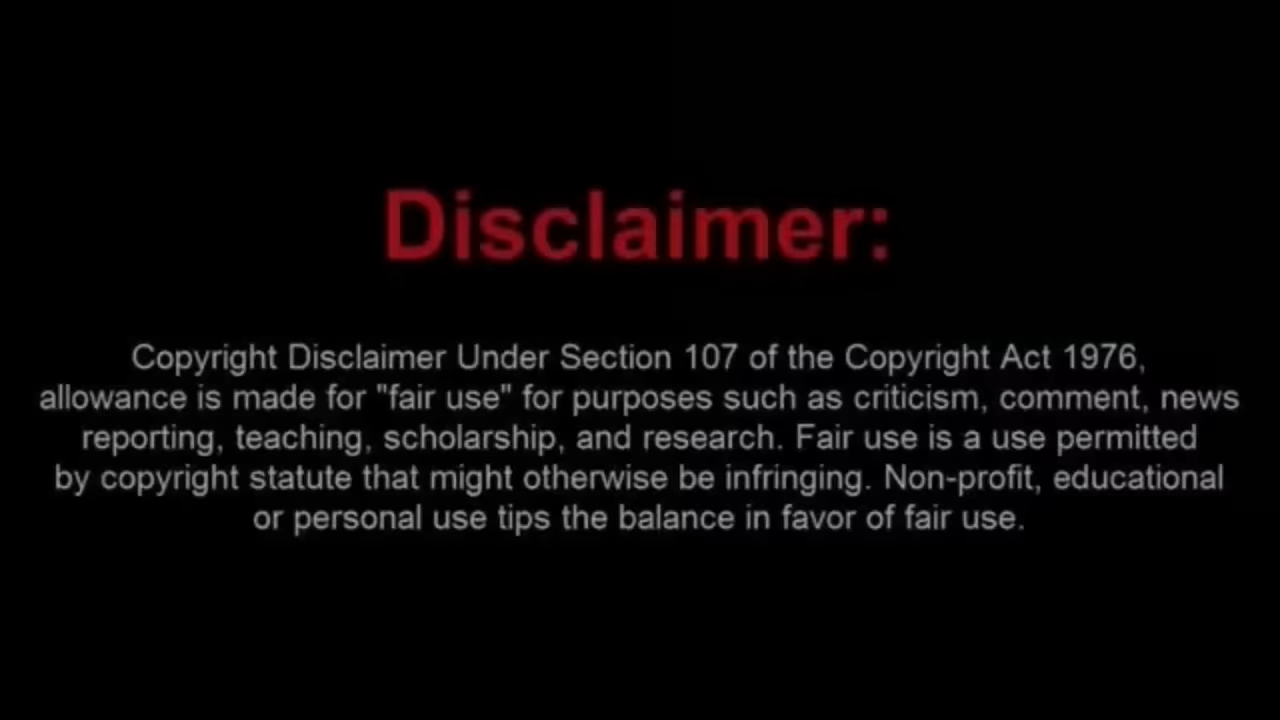 Disclaimer:
Copyright Disclaimer Under Section 107 of the Copyright Act 1976,
allowance is made for "fair use" for purposes such as criticism, comment, news
reporting, teaching, scholarship, and research. Fair use is a use permitted
by copyright statute that might otherwise be infringing. Non-profit, educational
or personal use tips the balance in favor of fair use.